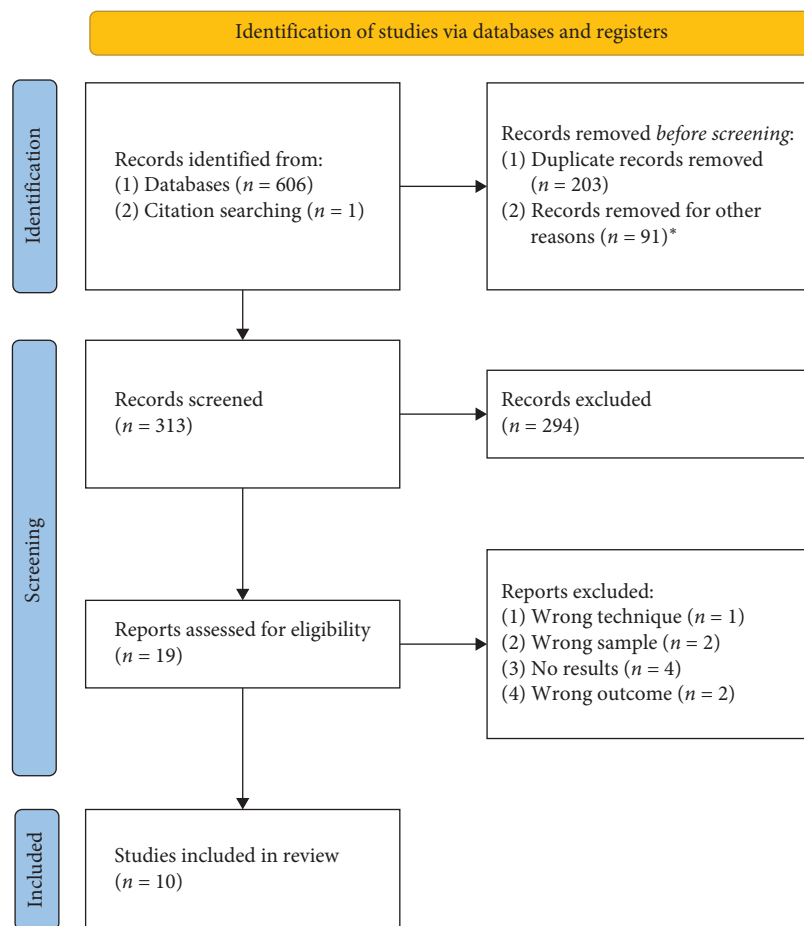 Identification of studies via databases and registers
Identification
Records identified from:
(1) Databases (n = 606)
(2) Citation searching (n = 1)
Records removed before screening:
(1) Duplicate records removed
(n = 203)
(2) Records removed for other
reasons (n = 91)*
Screening
Records screened
(n = 313)
Records excluded
(n = 294)
Reports assessed for eligibility
(n = 19)
Reports excluded:
(1) Wrong technique (n = 1)
(2) Wrong sample (n = 2)
(3) No results (n = 4)
(4) Wrong outcome (n = 2)
Included
Studies included in review
(n = 10)